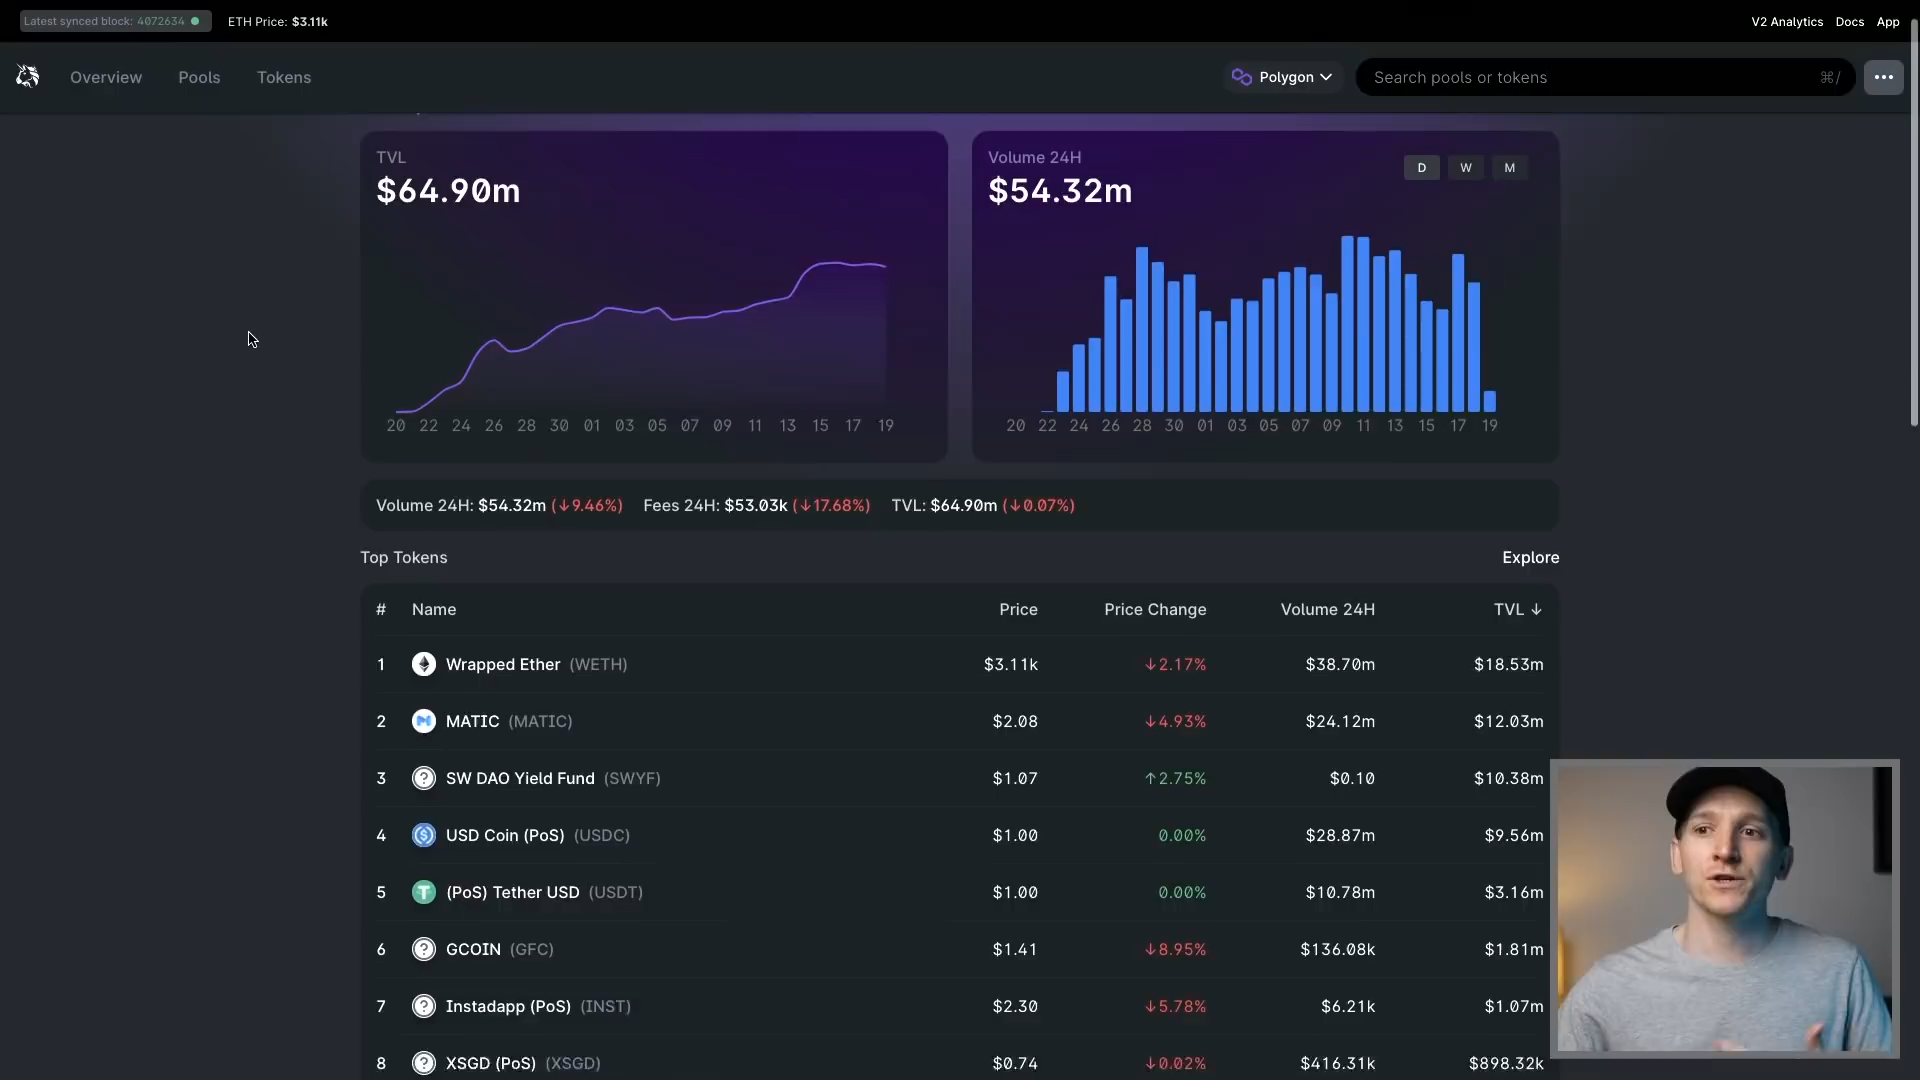 Latest synced block: 4072634 ETH Price: $3.11k V2 Analytics Docs App
Overview Pools Tokens Polygon Search pools or tokens ⌘/
TVL
$64.90m
20 22 24 26 28 30 01 03 05 07 09 11 13 15 17 19
Volume 24H
$54.32m
D W M
20 22 24 26 28 30 01 03 05 07 09 11 13 15 17 19
Volume 24H: $54.32m (↓9.46%) Fees 24H: $53.03k (↓17.68%) TVL: $64.90m (↓0.07%)
Top Tokens Explore
# Name Price Price Change Volume 24H TVL ↓
1 Wrapped Ether (WETH) $3.11k ↓2.17% $38.70m $18.53m
2 MATIC (MATIC) $2.08 ↓4.93% $24.12m $12.03m
3 SW DAO Yield Fund (SWYF) $1.07 ↑2.75% $0.10 $10.38m
4 USD Coin (PoS) (USDC) $1.00 0.00% $28.87m $9.56m
5 (PoS) Tether USD (USDT) $1.00 0.00% $10.78m $3.16m
6 GCOIN (GFC) $1.41 ↓8.95% $136.08k $1.81m
7 Instadapp (PoS) (INST) $2.30 ↓5.78% $6.21k $1.07m
8 XSGD (PoS) (XSGD) $0.74 ↓0.02% $416.31k $898.32k